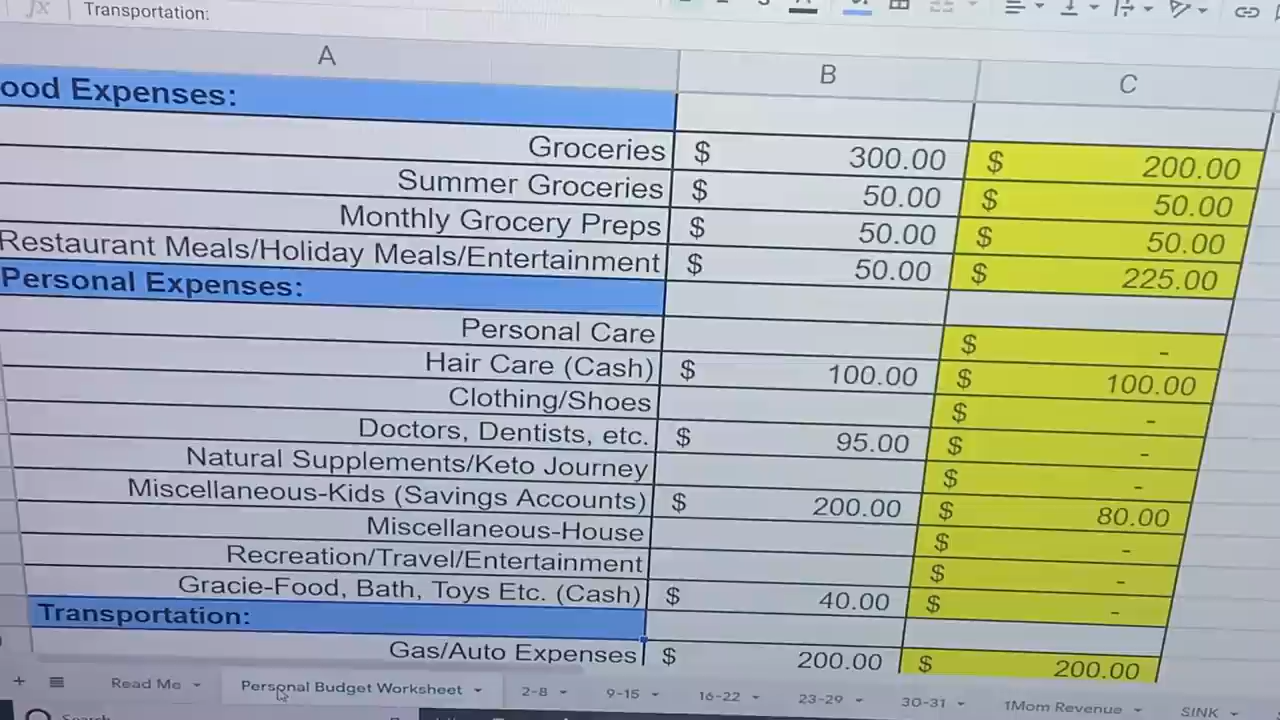 fx Transportation:
A B C
ood Expenses:
Groceries $ 300.00 $ 200.00
Summer Groceries $ 50.00 $ 50.00
Monthly Grocery Preps $ 50.00 $ 50.00
Restaurant Meals/Holiday Meals/Entertainment $ 50.00 $ 225.00
Personal Expenses:
Personal Care $ -
Hair Care (Cash) $ 100.00 $ 100.00
Clothing/Shoes $ -
Doctors, Dentists, etc. $ 95.00 $ -
Natural Supplements/Keto Journey $ -
Miscellaneous-Kids (Savings Accounts) $ 200.00 $ 80.00
Miscellaneous-House $ -
Recreation/Travel/Entertainment $ -
Gracie-Food, Bath, Toys Etc. (Cash) $ 40.00 $ -
Transportation:
Gas/Auto Expenses $ 200.00 $ 200.00
+ Read Me Personal Budget Worksheet 2-8 9-15 16-22 23-29 30-31 1Mom Revenue SINK
Search